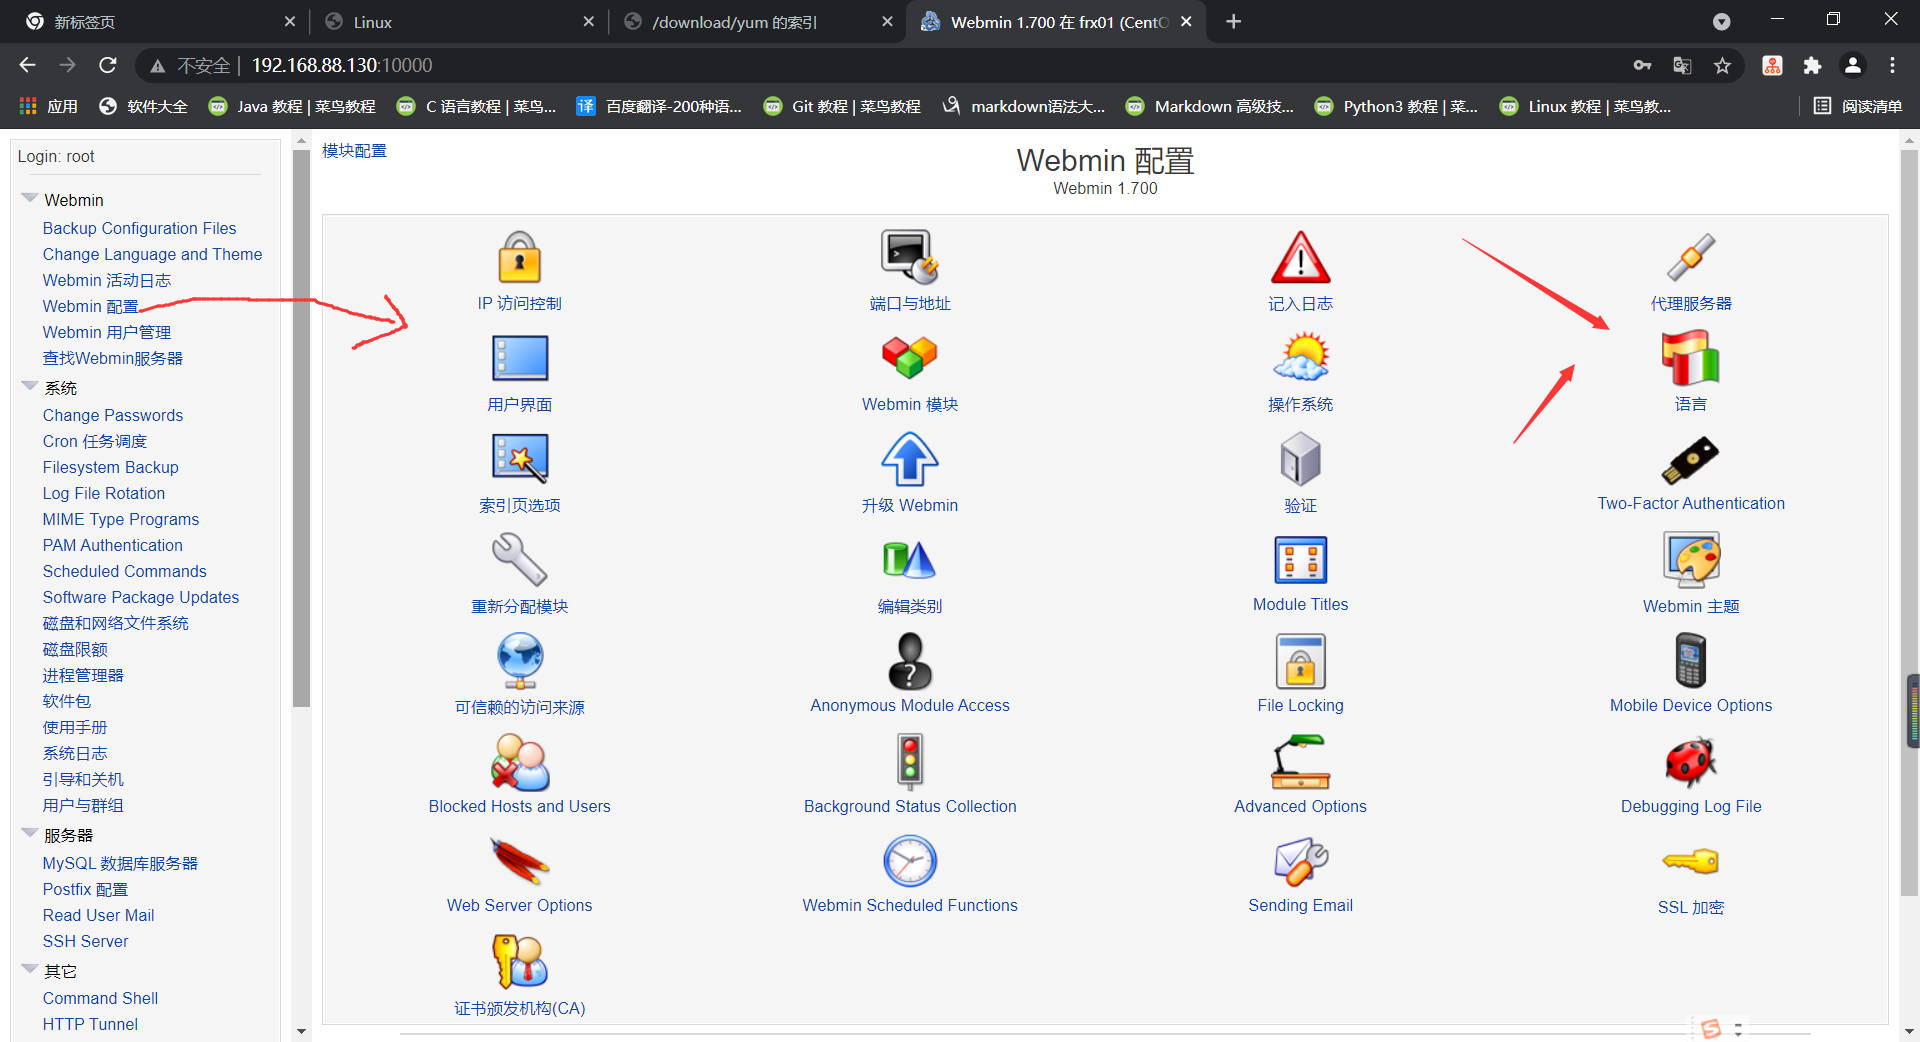 新标签页
Linux
/download/yum 的索引
Webmin 1.700 在 frx01 (CentO
不安全 | 192.168.88.130:10000
应用
软件大全
Java 教程 | 菜鸟教程
C 语言教程 | 菜鸟...
译 百度翻译-200种语...
Git 教程 | 菜鸟教程
markdown语法大...
Markdown 高级技...
Python3 教程 | 菜...
Linux 教程 | 菜鸟教...
阅读清单
Login: root
Webmin
Backup Configuration Files
Change Language and Theme
Webmin 活动日志
Webmin 配置
Webmin 用户管理
查找Webmin服务器
系统
Change Passwords
Cron 任务调度
Filesystem Backup
Log File Rotation
MIME Type Programs
PAM Authentication
Scheduled Commands
Software Package Updates
磁盘和网络文件系统
磁盘限额
进程管理器
软件包
使用手册
系统日志
引导和关机
用户与群组
服务器
MySQL 数据库服务器
Postfix 配置
Read User Mail
SSH Server
其它
Command Shell
HTTP Tunnel
模块配置
Webmin 配置
Webmin 1.700
IP 访问控制
端口与地址
记入日志
代理服务器
用户界面
Webmin 模块
操作系统
语言
索引页选项
升级 Webmin
验证
Two-Factor Authentication
重新分配模块
编辑类别
Module Titles
Webmin 主题
可信赖的访问来源
Anonymous Module Access
File Locking
Mobile Device Options
Blocked Hosts and Users
Background Status Collection
Advanced Options
Debugging Log File
Web Server Options
Webmin Scheduled Functions
Sending Email
SSL 加密
证书颁发机构(CA)